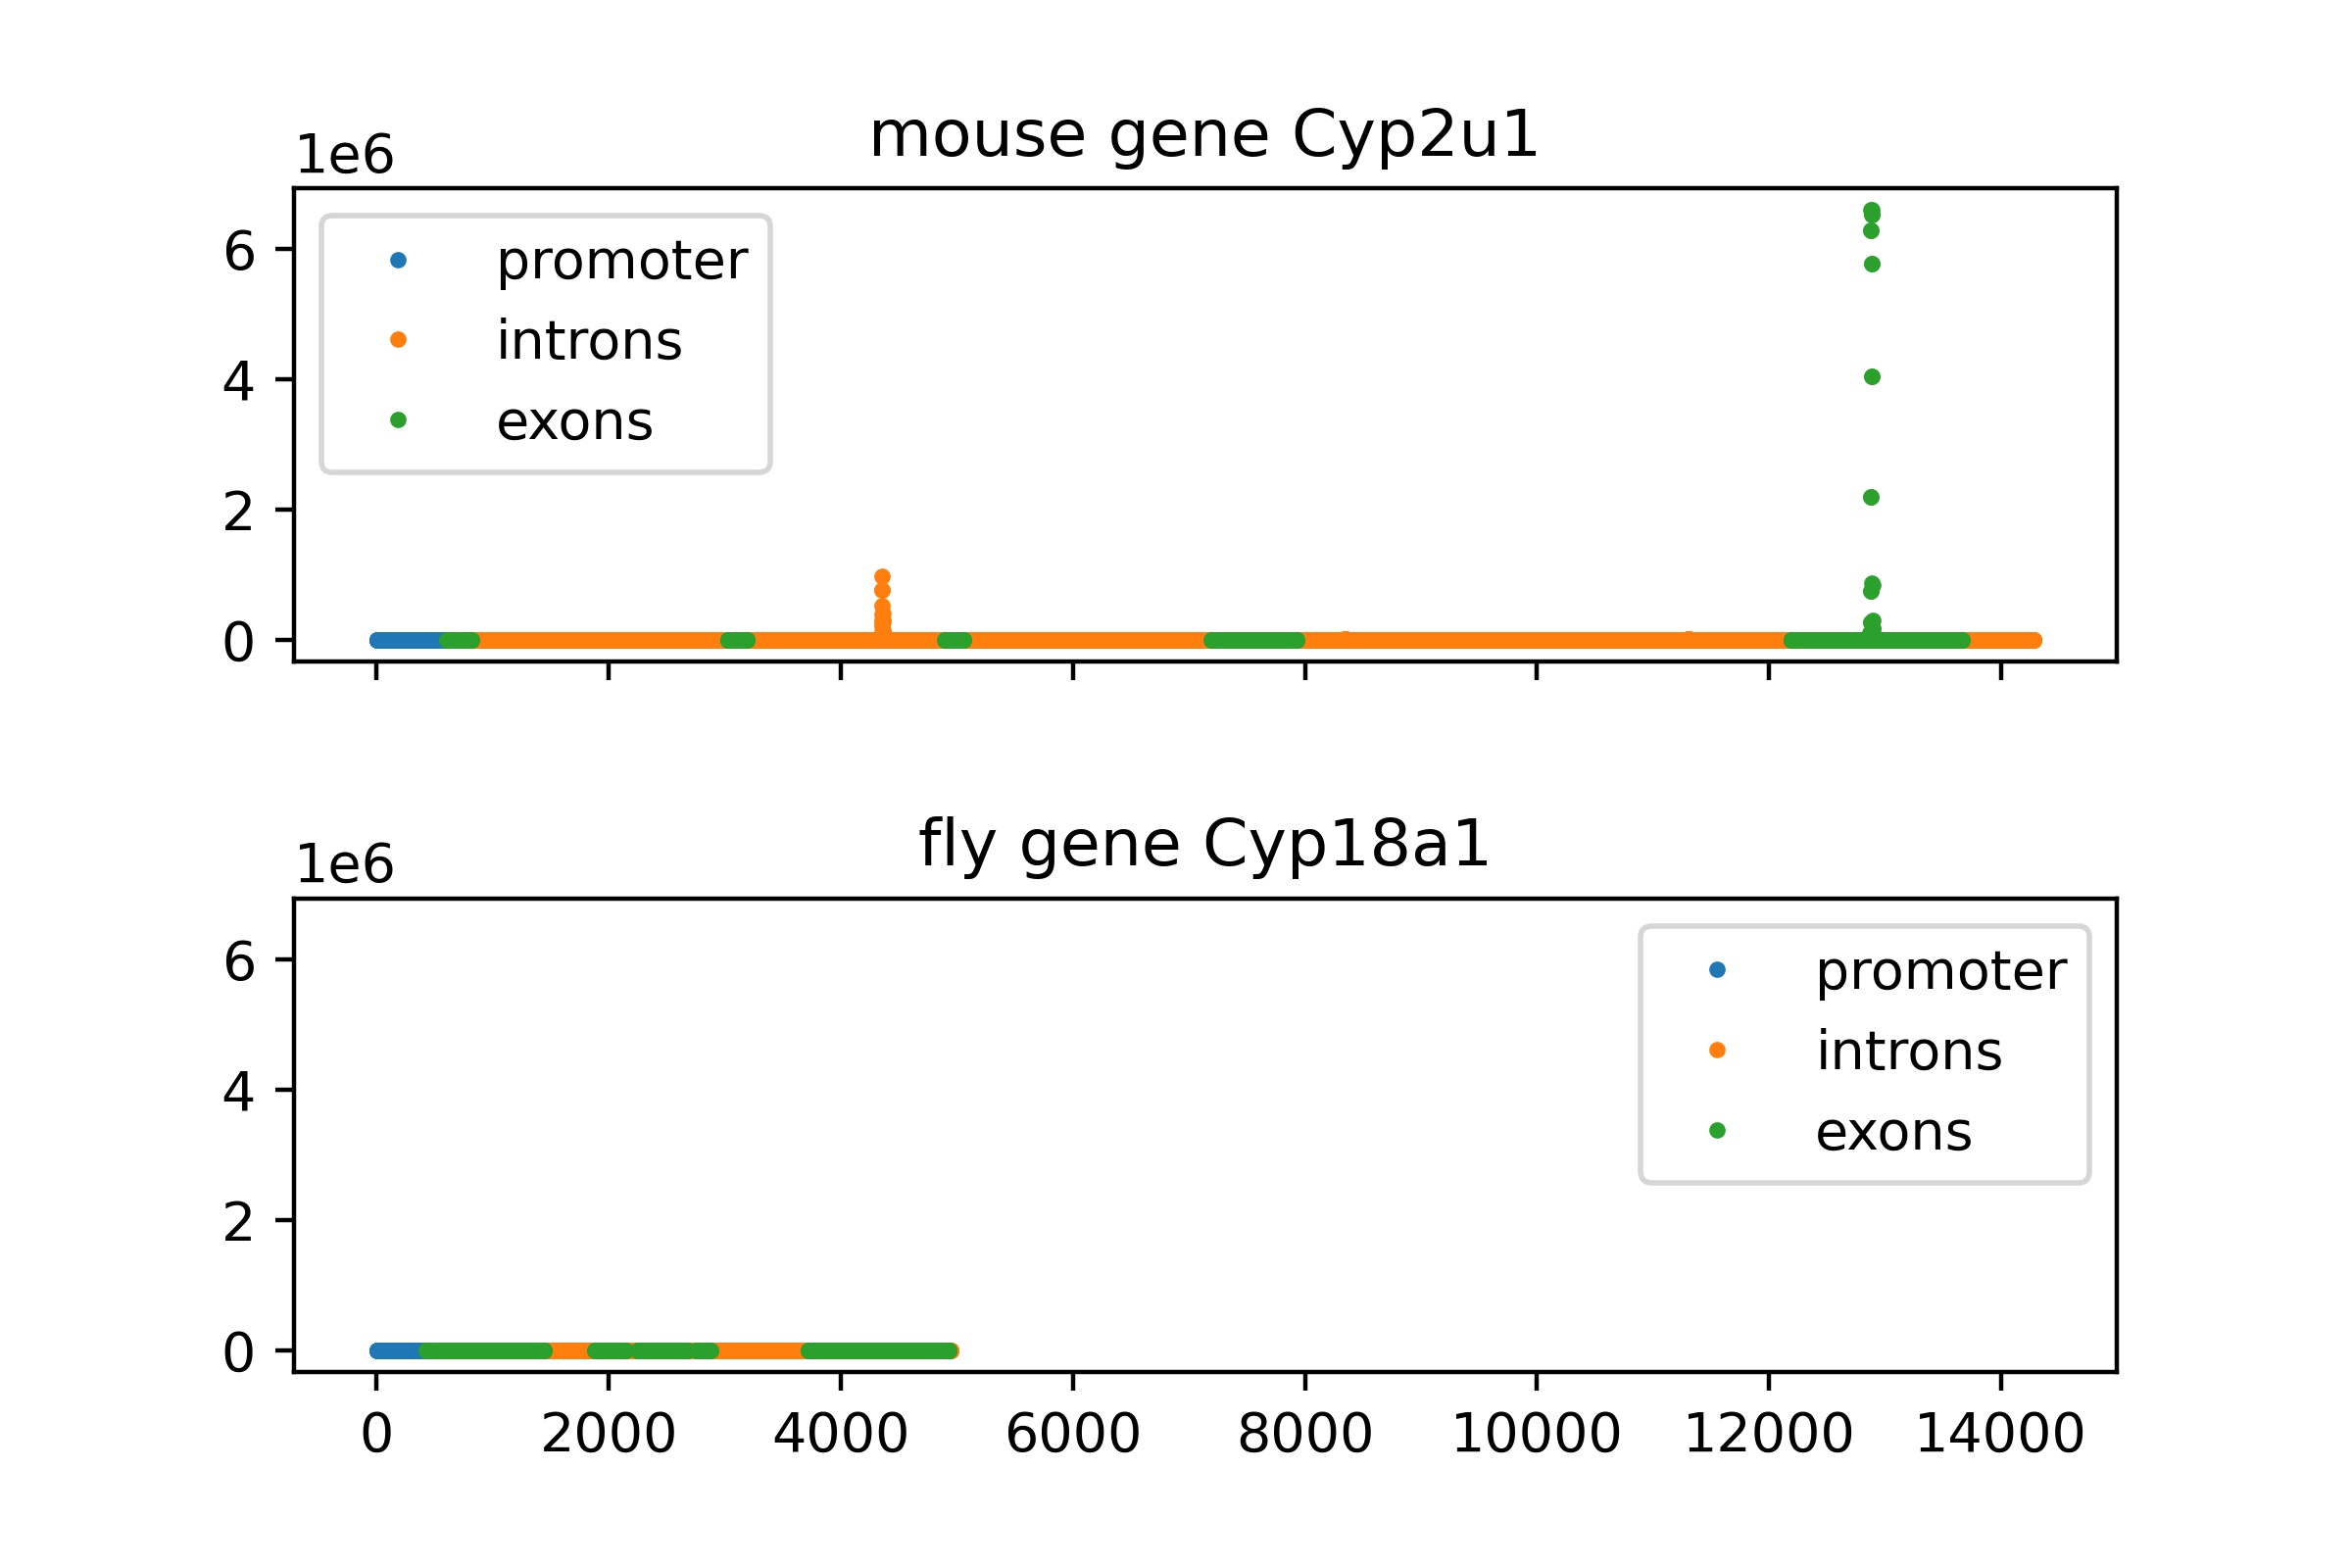 mouse gene Cyp2u1
1e6
6
4
2
0
promoter
introns
exons
fly gene Cyp18a1
1e6
6
4
2
0
promoter
introns
exons
0 2000 4000 6000 8000 10000 12000 14000